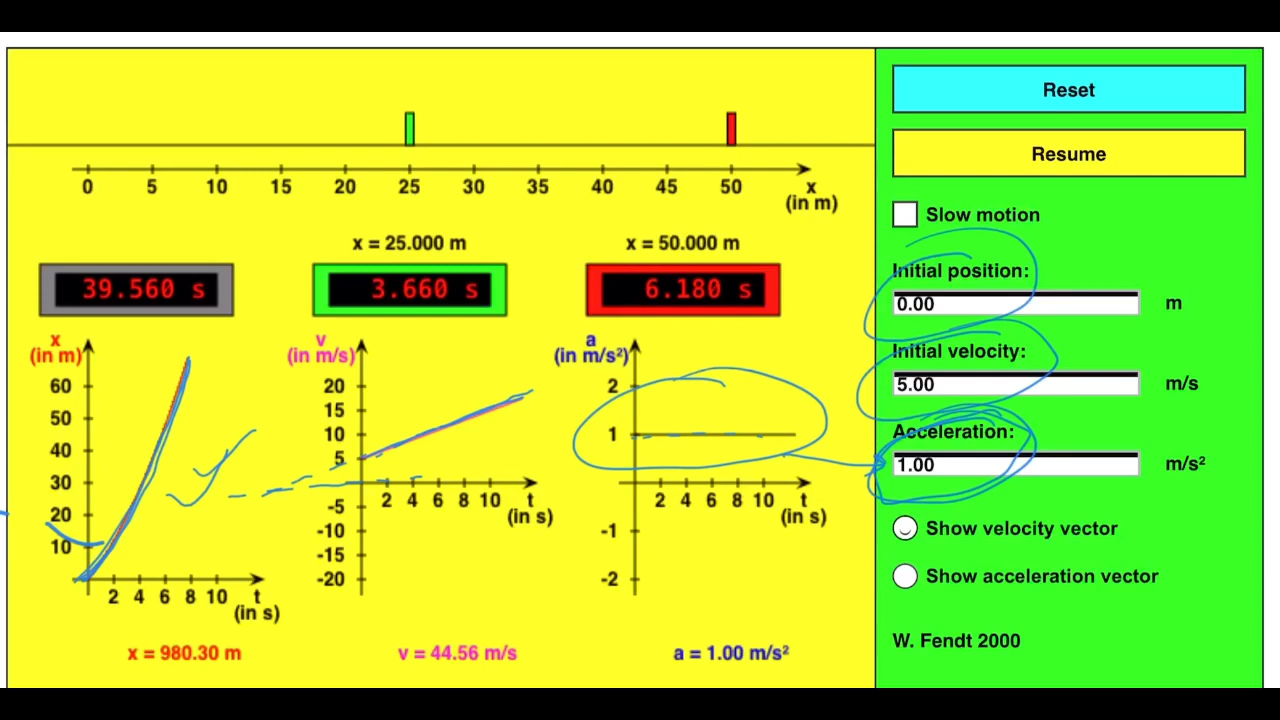 Reset
Resume
0 5 10 15 20 25 30 35 40 45 50 x
(in m)
Slow motion
x = 25.000 m x = 50.000 m
Initial position:
39.560 s 3.660 s 6.180 s
0.00 m
x
(in m)
60
50
40
30
20
10
2 4 6 8 10 t
(in s)
v
(in m/s)
20
15
10
5
-5
-10
-15
-20
2 4 6 8 10 t
(in s)
a
(in m/s²)
2
1
-1
-2
2 4 6 8 10 t
(in s)
Initial velocity:
5.00 m/s
Acceleration:
1.00 m/s²
Show velocity vector
Show acceleration vector
W. Fendt 2000
x = 980.30 m v = 44.56 m/s a = 1.00 m/s²